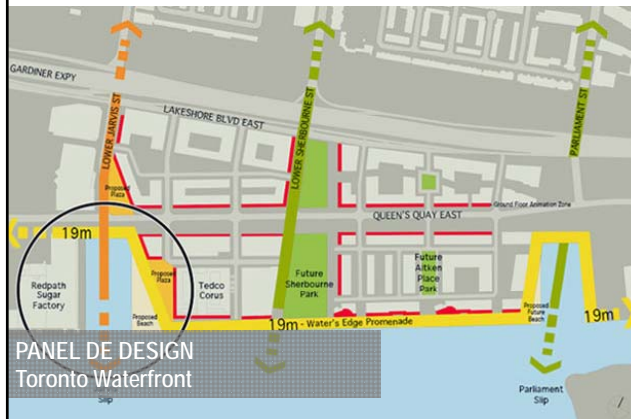 GARDINER EXPY
LAKESHORE BLVD EAST
LOWER JARVIS ST
LOWER SHERBOURNE ST
PARLIAMENT ST
Proposed
Plaza
QUEEN'S QUAY EAST
Ground Floor Animation Zone
19m
Redpath
Sugar
Factory
Proposed
Plaza
Tedco
Corus
Future
Sherbourne
Park
Future
Aitken
Place
Park
Proposed
Beach
Proposed
Future
Beach
19m - Water's Edge Promenade
19m
PANEL DE DESIGN
Toronto Waterfront
Slip
Parliament
Slip